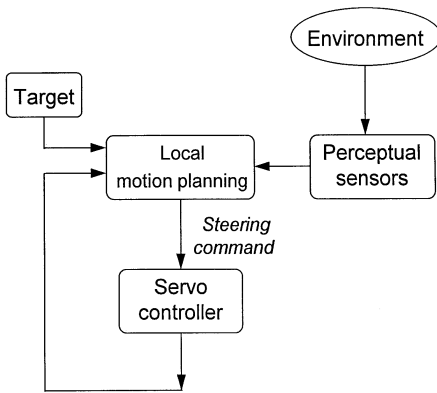 Environment
Target
Local
motion planning
Perceptual
sensors
Steering
command
Servo
controller